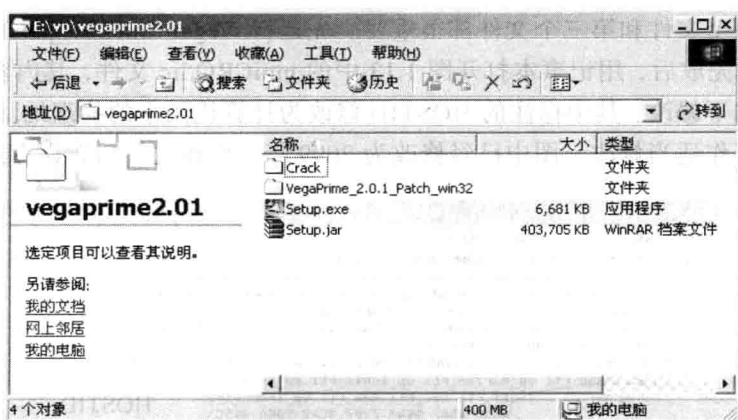 E:\vp\vegaprime2.01
文件(F) 编辑(E) 查看(V) 收藏(A) 工具(T) 帮助(H)
后退 搜索 文件夹 历史
地址(D) vegaprime2.01 转到
名称 大小 类型
Crack 文件夹
VegaPrime_2.0.1_Patch_win32 文件夹
Setup.exe 6,681 KB 应用程序
Setup.jar 403,705 KB WinRAR 档案文件
vegaprime2.01
选定项目可以查看其说明。
另请参阅:
我的文档
网上邻居
我的电脑
4 个对象 400 MB 我的电脑